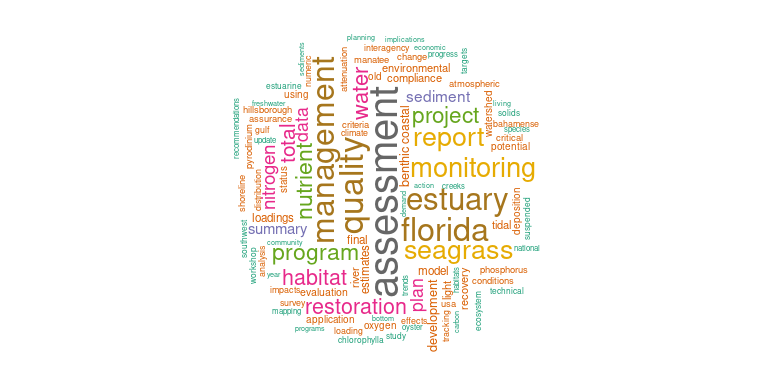 planning
implications
interagency
economic
manatee
change
progress
sediments
numeric
attenuation
targets
old
environmental
compliance
atmospheric
estuarine
using
water
sediment
watershed
living
recommendations
freshwater
hillsborough
assurance
data
criteria
climate
coastal
project
solids
bahamense
species
gulf
update
total
management
quality
assessment
report
critical
potential
pyrodinium
nitrogen
nutrient
benthic
monitoring
shoreline
distribution
status
action
creeks
demand
estuary
loadings
summary
florida
tidal
deposition
suspended
southwest
community
final
program
seagrass
national
workshop
analysis
year
habitat
river
estimates
trends
model
habitats
recovery
phosphorus
conditions
impacts
evaluation
plan
light
technical
survey
mapping
restoration
development
usa
application
bottom
effects
tracking
carbon
ecosystem
programs
loading
oxygen
oyster
chlorophylla
study